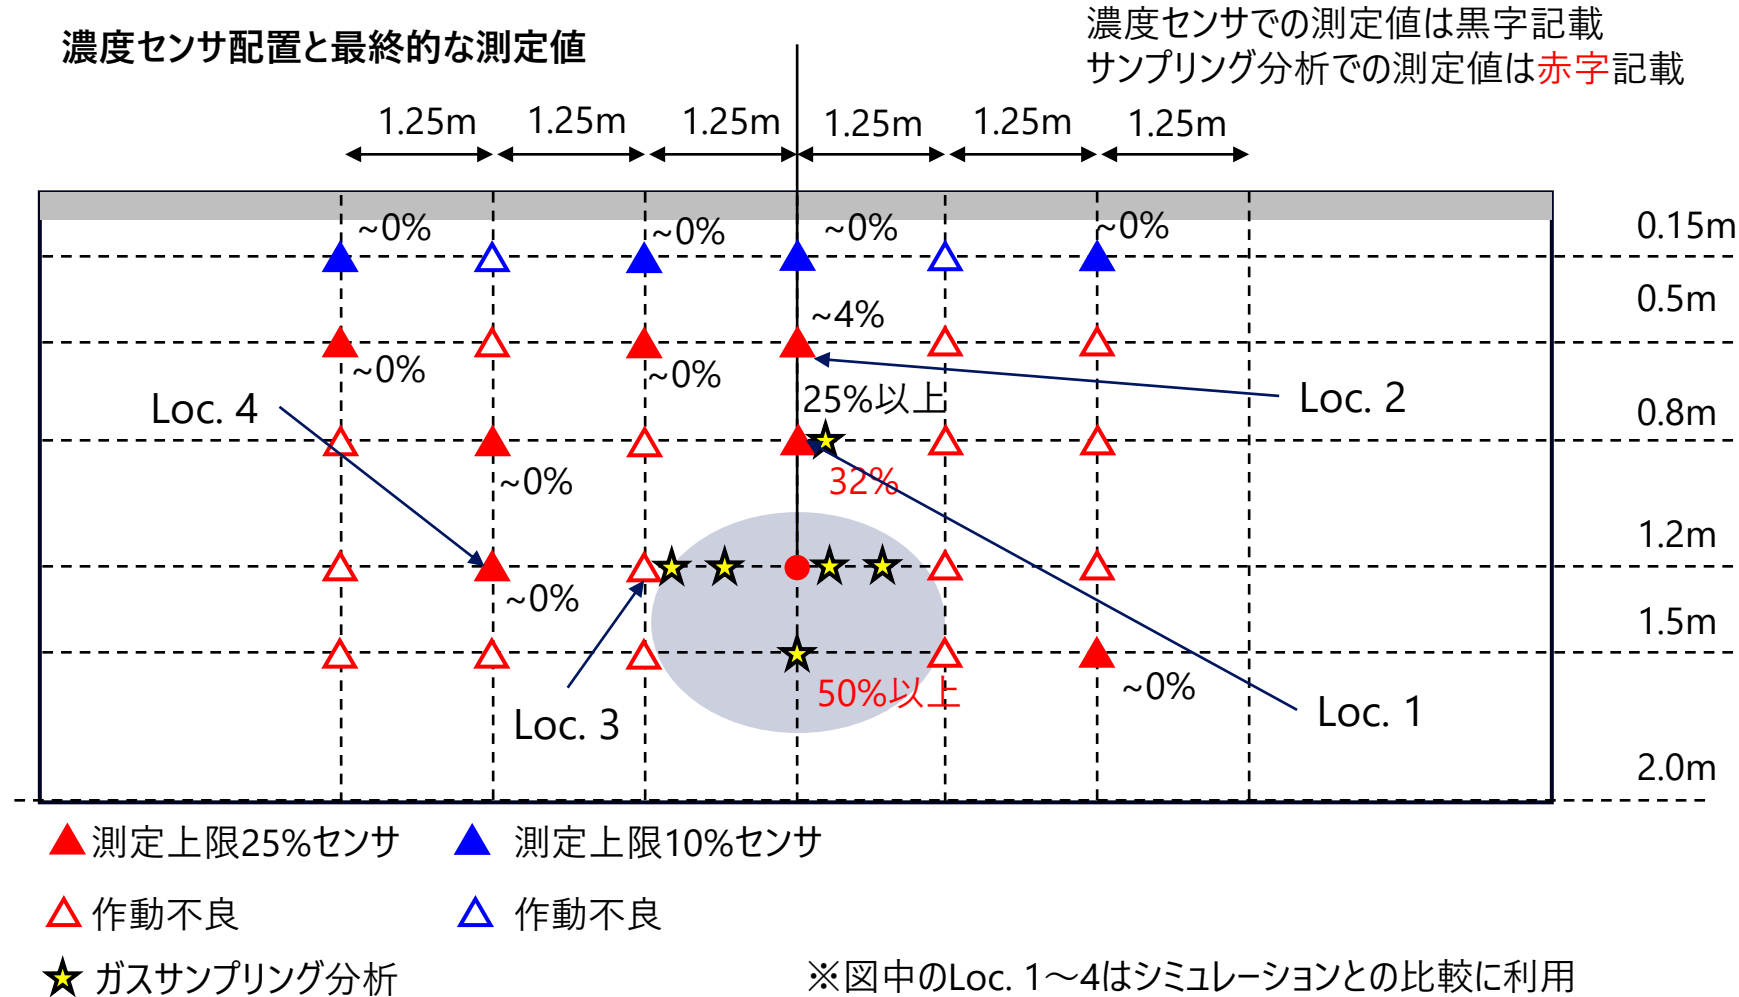 濃度センサ配置と最終的な測定値
濃度センサでの測定値は黒字記載
サンプリング分析での測定値は赤字記載
1.25m 1.25m 1.25m 1.25m 1.25m 1.25m
~0% ~0% ~0% ~0% 0.15m
~4% 0.5m
~0% ~0%
Loc. 4 25%以上 Loc. 2 0.8m
~0% 32%
1.2m
~0%
1.5m
Loc. 3 50%以上 ~0% Loc. 1
2.0m
測定上限25%センサ 測定上限10%センサ
作動不良 作動不良
ガスサンプリング分析 ※図中のLoc. 1～4はシミュレーションとの比較に利用